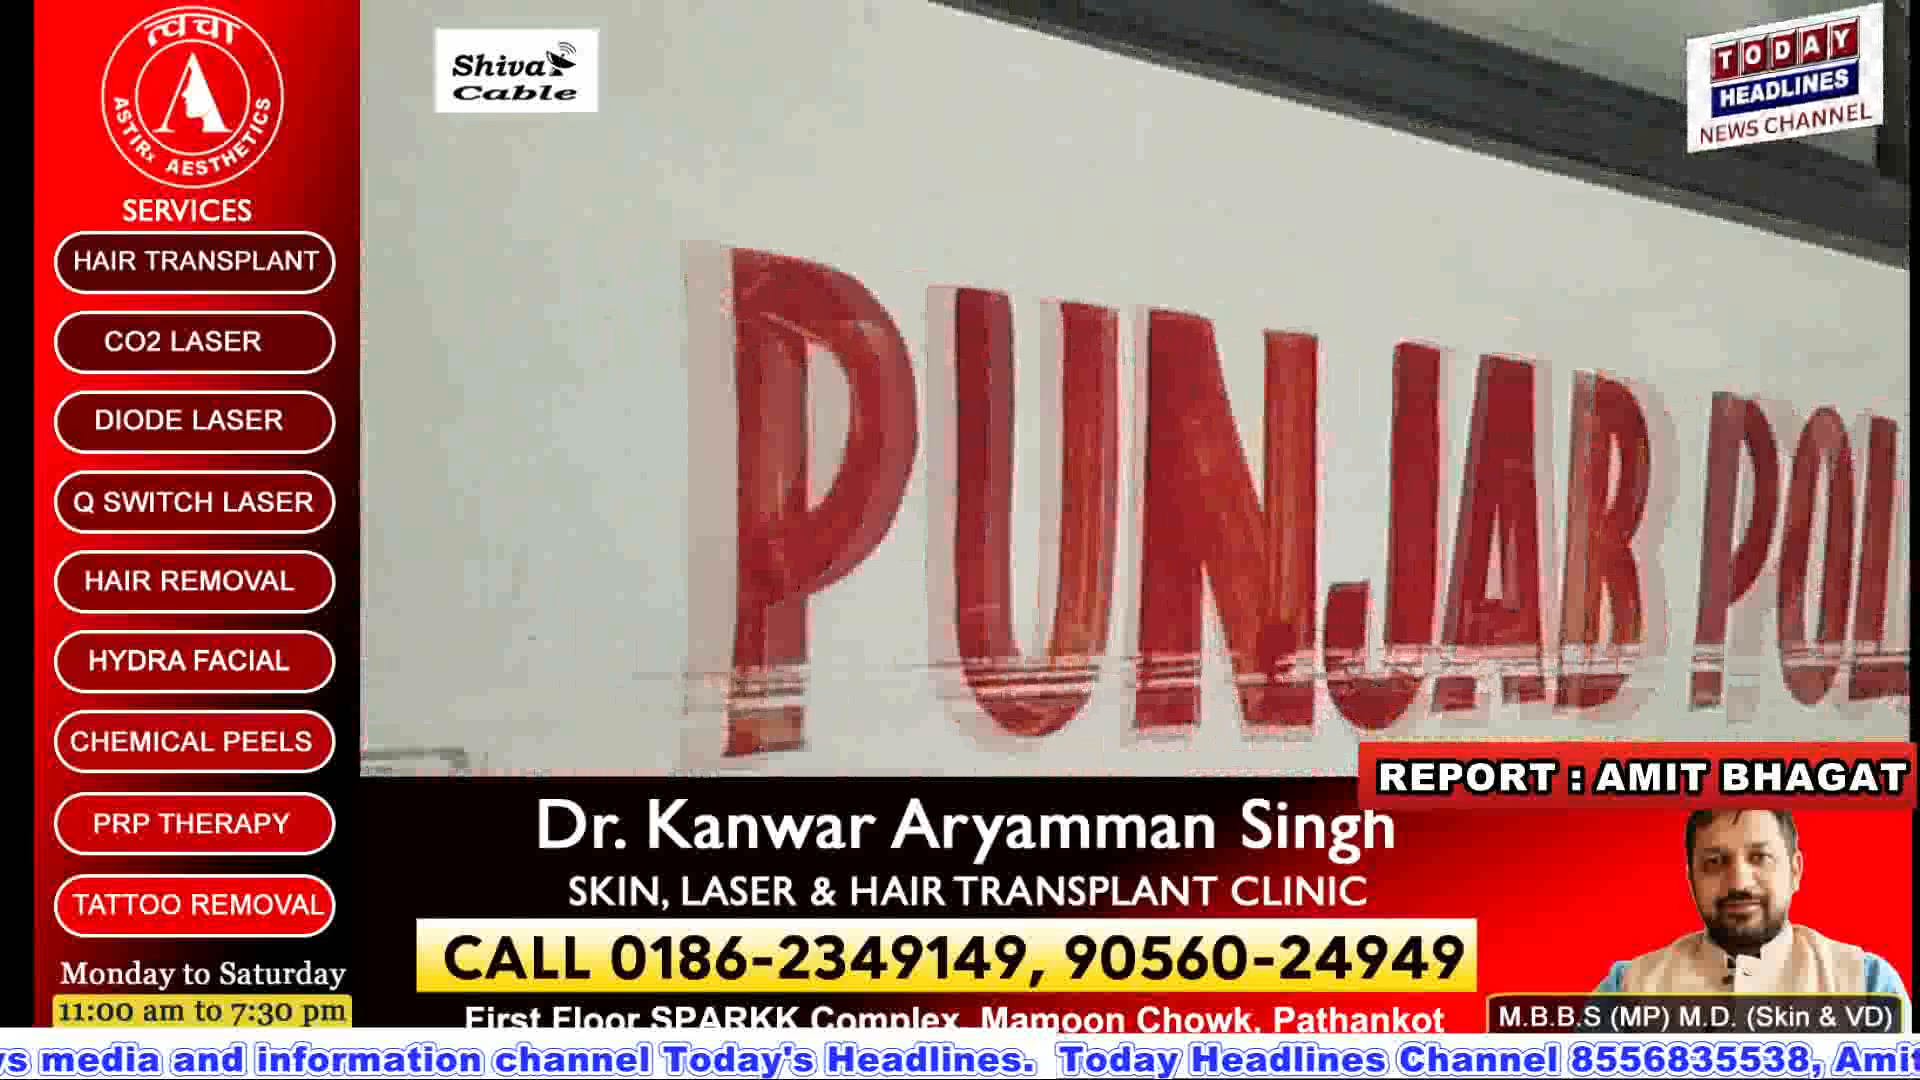 त्वचा
ASTIRx AESTHETICS
SERVICES
HAIR TRANSPLANT
CO2 LASER
DIODE LASER
Q SWITCH LASER
HAIR REMOVAL
HYDRA FACIAL
CHEMICAL PEELS
PRP THERAPY
TATTOO REMOVAL
Monday to Saturday
11:00 am to 7:30 pm
Shiva
Cable
TODAY
HEADLINES
NEWS CHANNEL
PUNJAB POL
REPORT : AMIT BHAGAT
Dr. Kanwar Aryamman Singh
SKIN, LASER & HAIR TRANSPLANT CLINIC
CALL 0186-2349149, 90560-24949
First Floor SPARKK Complex, Mamoon Chowk, Pathankot
M.B.B.S (MP) M.D. (Skin & VD)
ys media and information channel Today's Headlines. Today Headlines Channel 8556835538, Amit